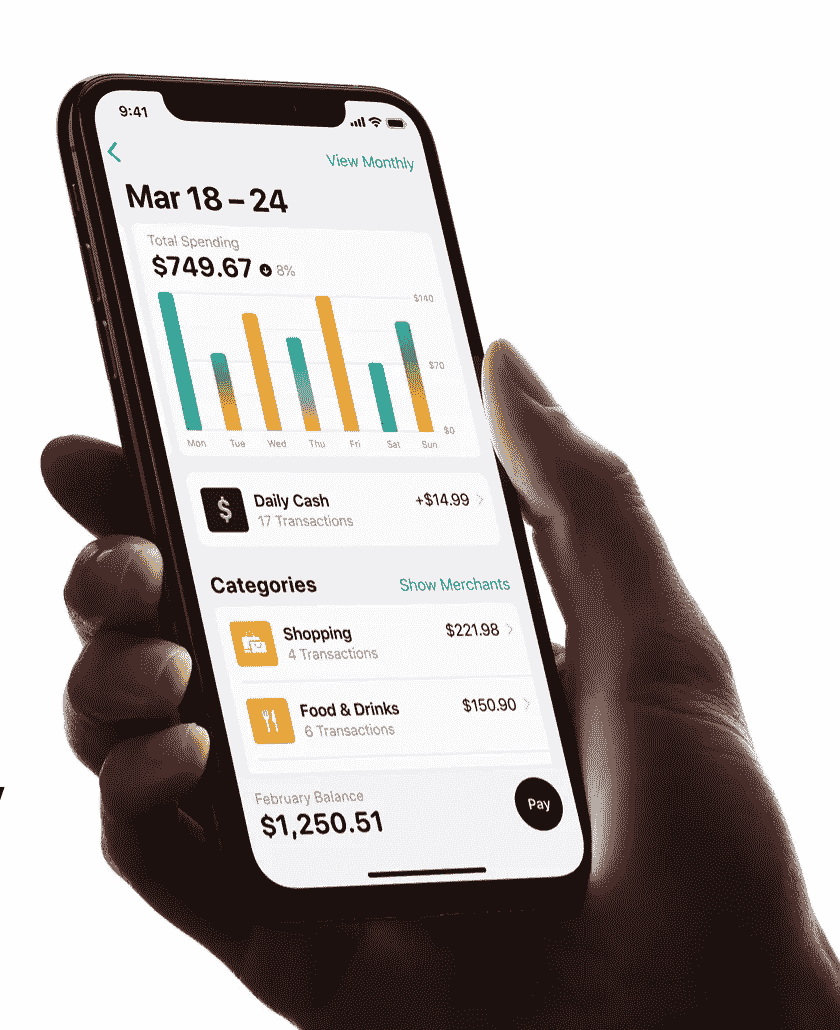 9:41
View Monthly
Mar 18 – 24
Total Spending
$749.67 8%
$140
$70
$0
Mon Tue Wed Thu Fri Sat Sun
$
Daily Cash +$14.99
17 Transactions
Categories Show Merchants
Shopping $221.98
4 Transactions
Food & Drinks $150.90
6 Transactions
February Balance
$1,250.51
Pay